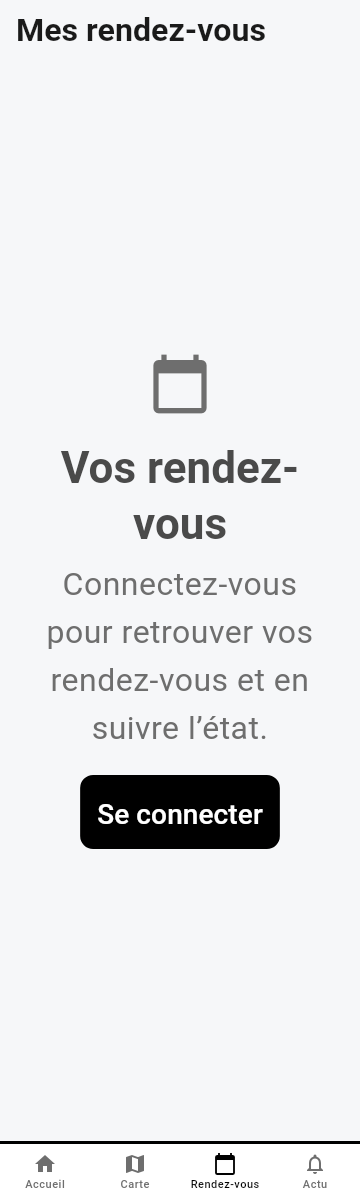 Mes rendez-vous
Vos rendez-
vous
Connectez-vous
pour retrouver vos
rendez-vous et en
suivre l’état.
Se connecter
Accueil
Carte
Rendez-vous
Actu